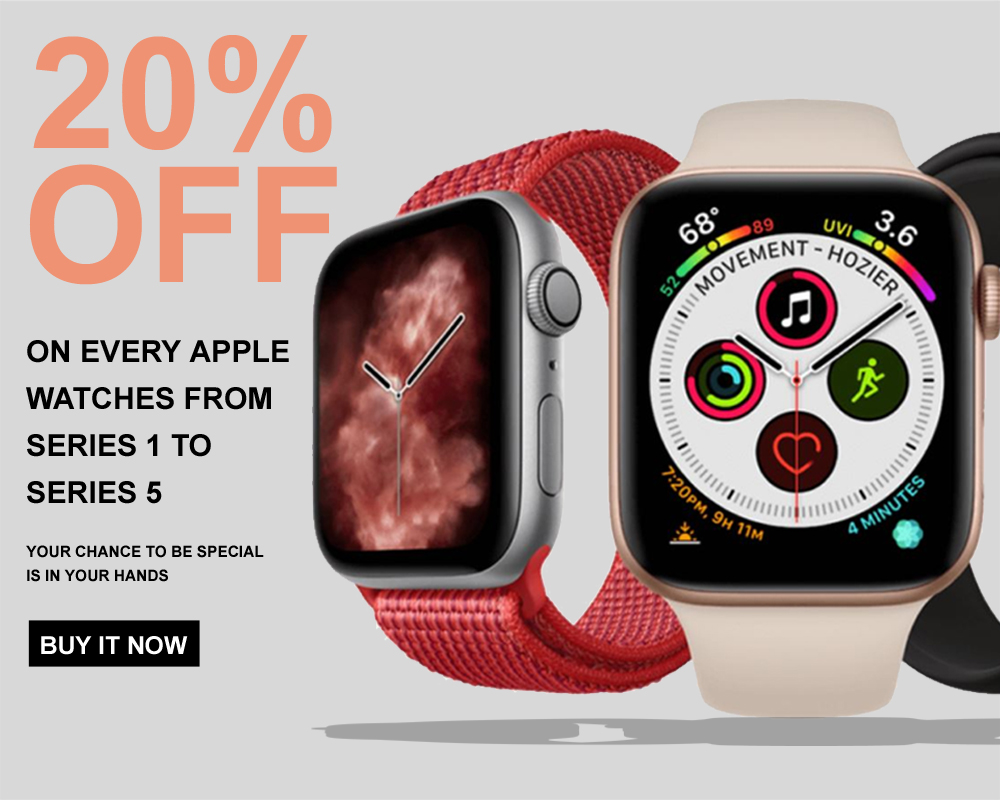 20%
OFF
ON EVERY APPLE
WATCHES FROM
SERIES 1 TO
SERIES 5
YOUR CHANCE TO BE SPECIAL
IS IN YOUR HANDS
BUY IT NOW
68°
52
89
UVI
3.6
MOVEMENT - HOZIER
7:20PM, 9H 11M
4 MINUTES